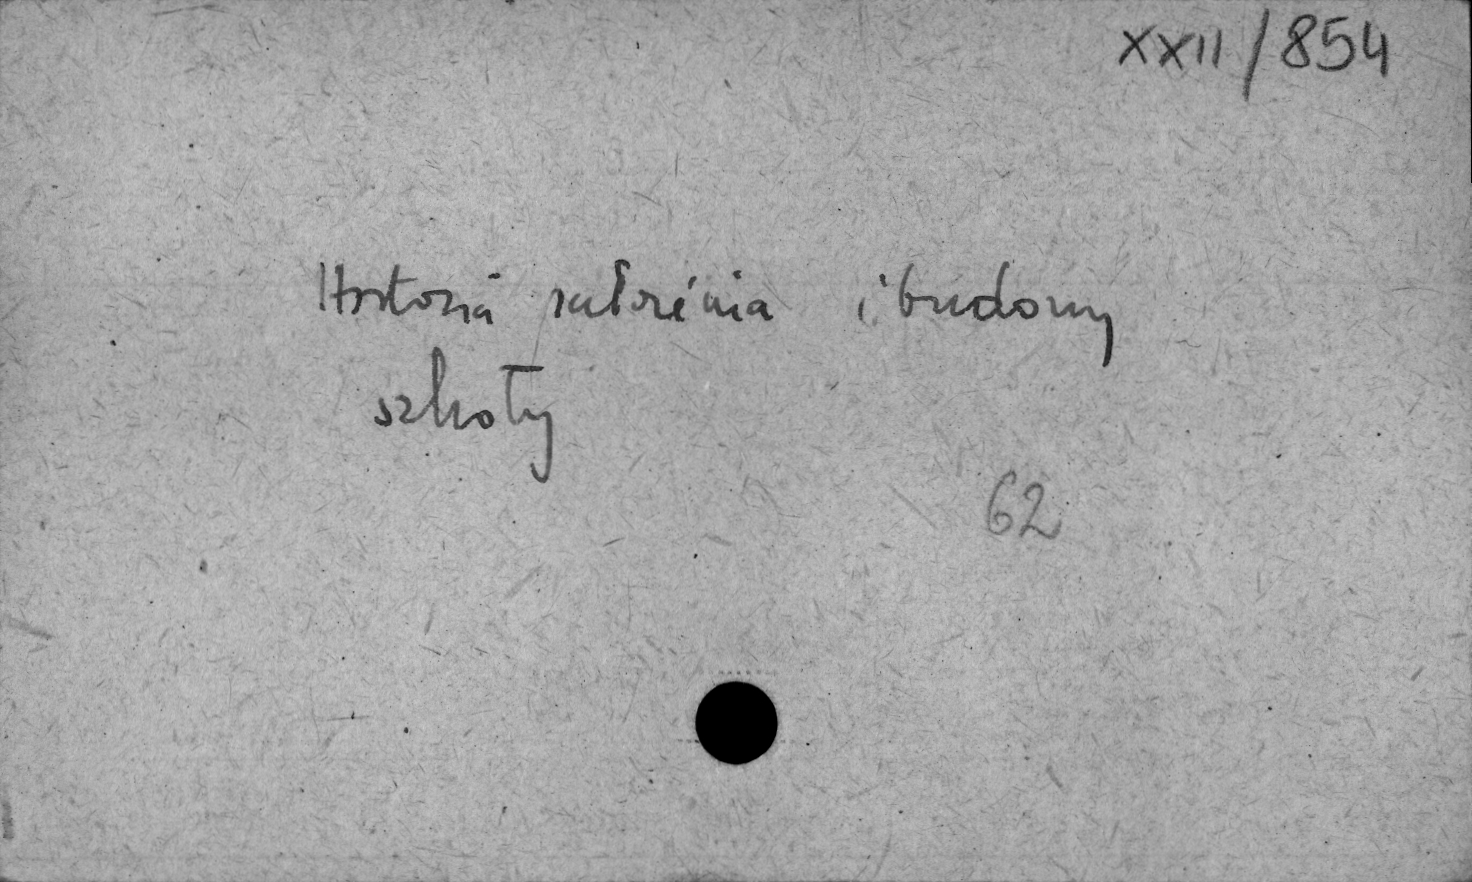 XXII/854
Historia założenia i budowy
szkoły
62